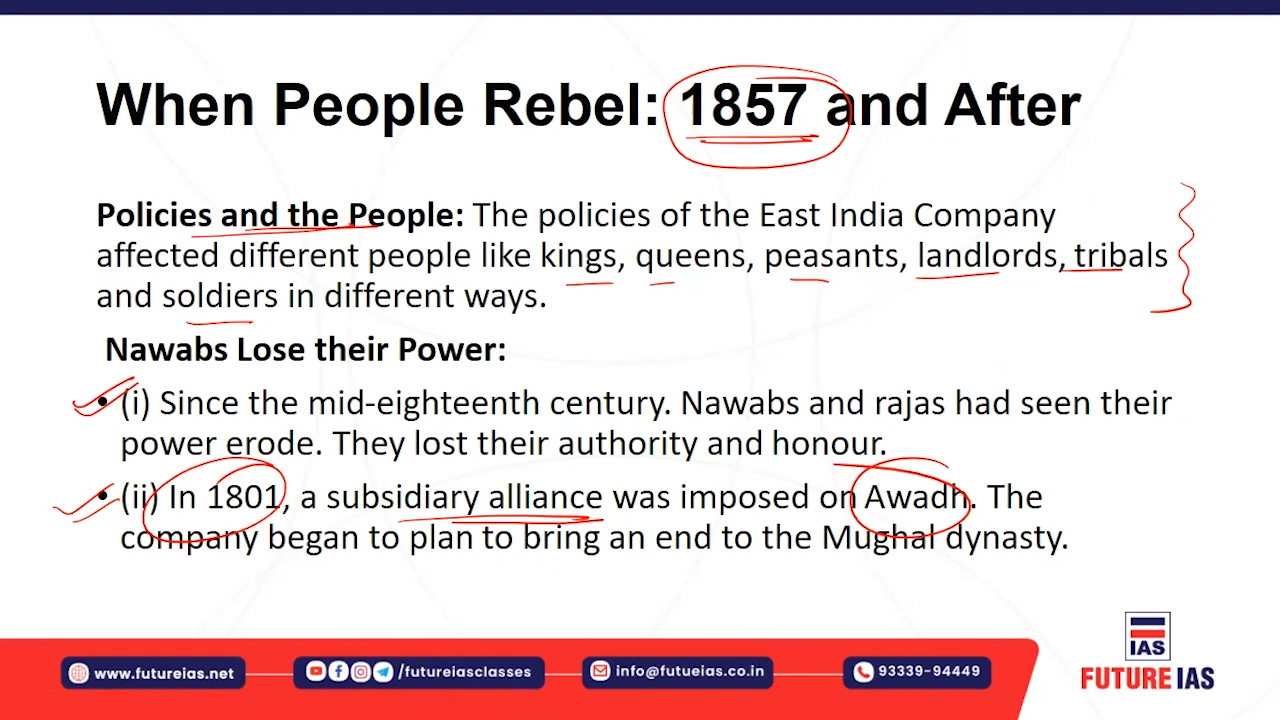 When People Rebel: 1857 and After
Policies and the People: The policies of the East India Company
affected different people like kings, queens, peasants, landlords, tribals
and soldiers in different ways.
Nawabs Lose their Power:
• (i) Since the mid-eighteenth century. Nawabs and rajas had seen their
power erode. They lost their authority and honour.
• (ii) In 1801, a subsidiary alliance was imposed on Awadh. The
company began to plan to bring an end to the Mughal dynasty.
IAS
FUTURE IAS
www.futureias.net
/futureiasclasses
info@futueias.co.in
93339-94449